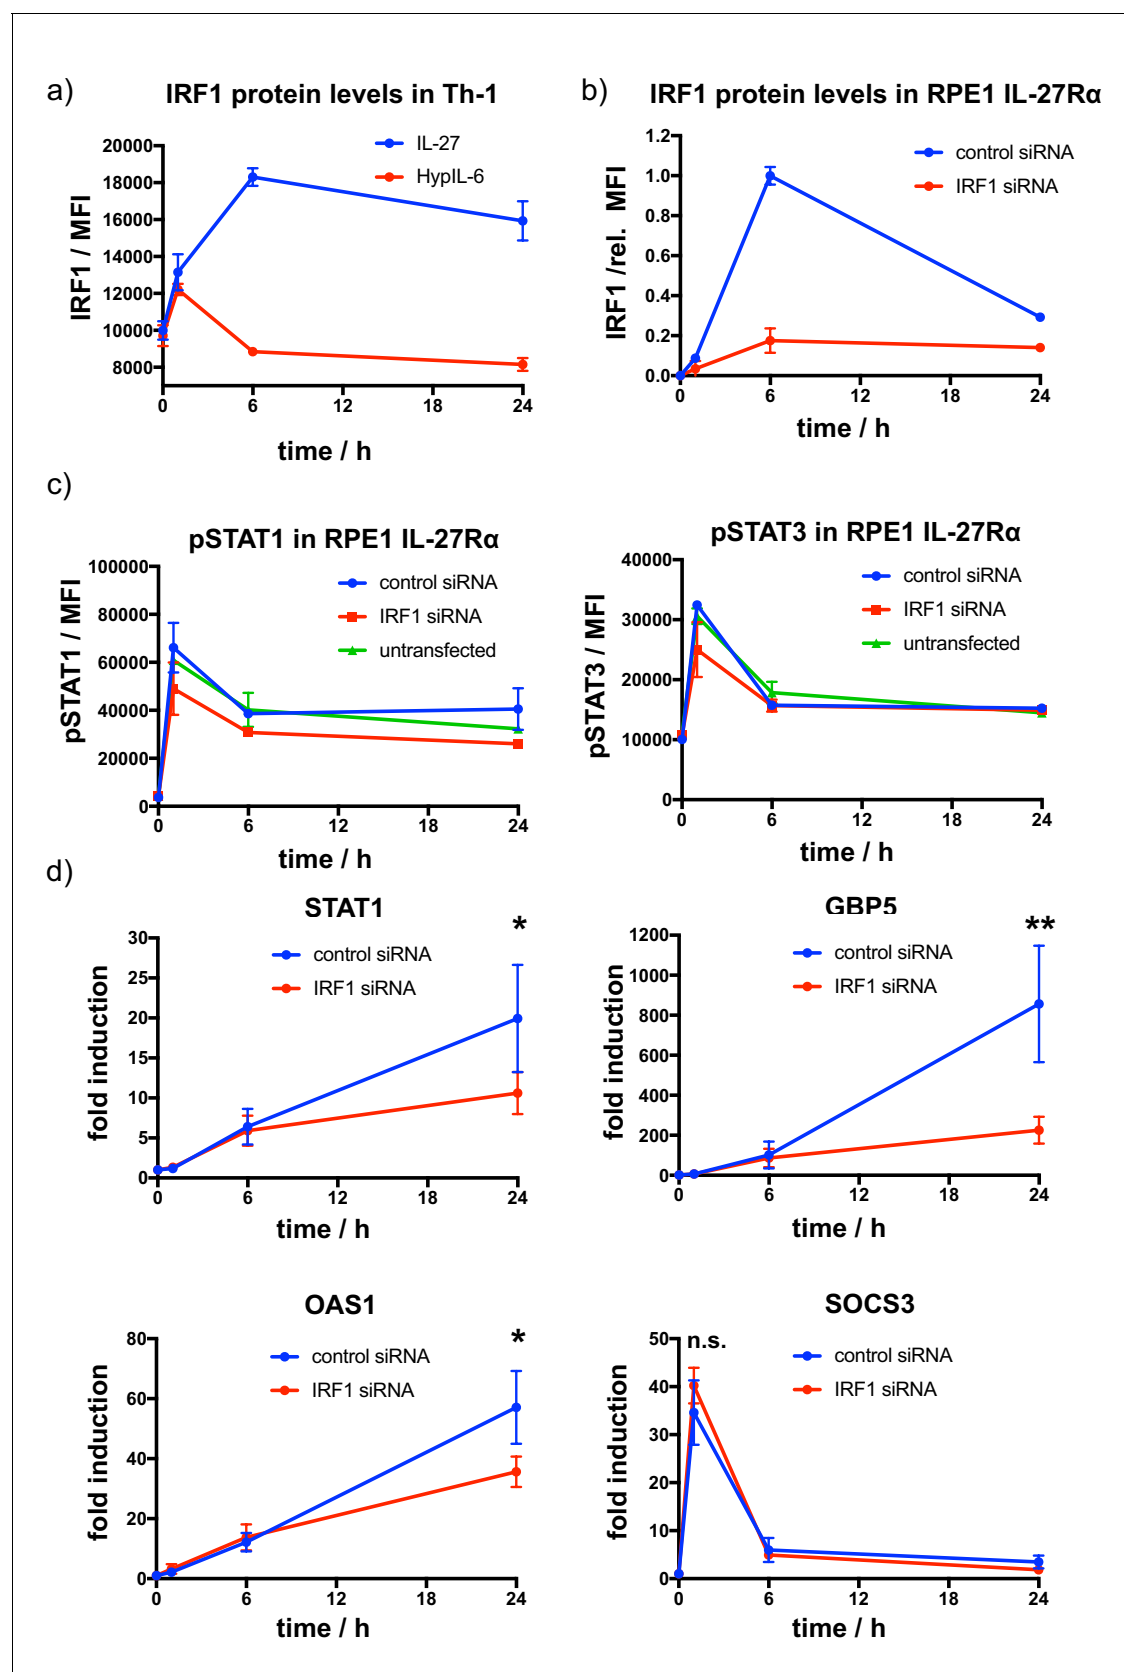 a)
IRF1 protein levels in Th-1
IRF1 / MFI
20000
18000
16000
14000
12000
10000
8000
IL-27
HypIL-6
0
6
12
18
24
time / h
b)
IRF1 protein levels in RPE1 IL-27Rα
IRF1 /rel. MFI
1.2
1.0
0.8
0.6
0.4
0.2
0.0
control siRNA
IRF1 siRNA
0
6
12
18
24
time / h
c)
pSTAT1 in RPE1 IL-27Rα
pSTAT1 / MFI
100000
80000
60000
40000
20000
0
control siRNA
IRF1 siRNA
untransfected
0
6
12
18
24
time / h
pSTAT3 in RPE1 IL-27Rα
pSTAT3 / MFI
40000
30000
20000
10000
0
control siRNA
IRF1 siRNA
untransfected
0
6
12
18
24
time / h
d)
STAT1
*
fold induction
30
25
20
15
10
5
0
control siRNA
IRF1 siRNA
0
6
12
18
24
time / h
GBP5
**
fold induction
1200
1000
800
600
400
200
0
control siRNA
IRF1 siRNA
0
6
12
18
24
time / h
OAS1
*
fold induction
80
60
40
20
0
control siRNA
IRF1 siRNA
0
6
12
18
24
time / h
SOCS3
n.s.
fold induction
50
40
30
20
10
0
control siRNA
IRF1 siRNA
0
6
12
18
24
time / h